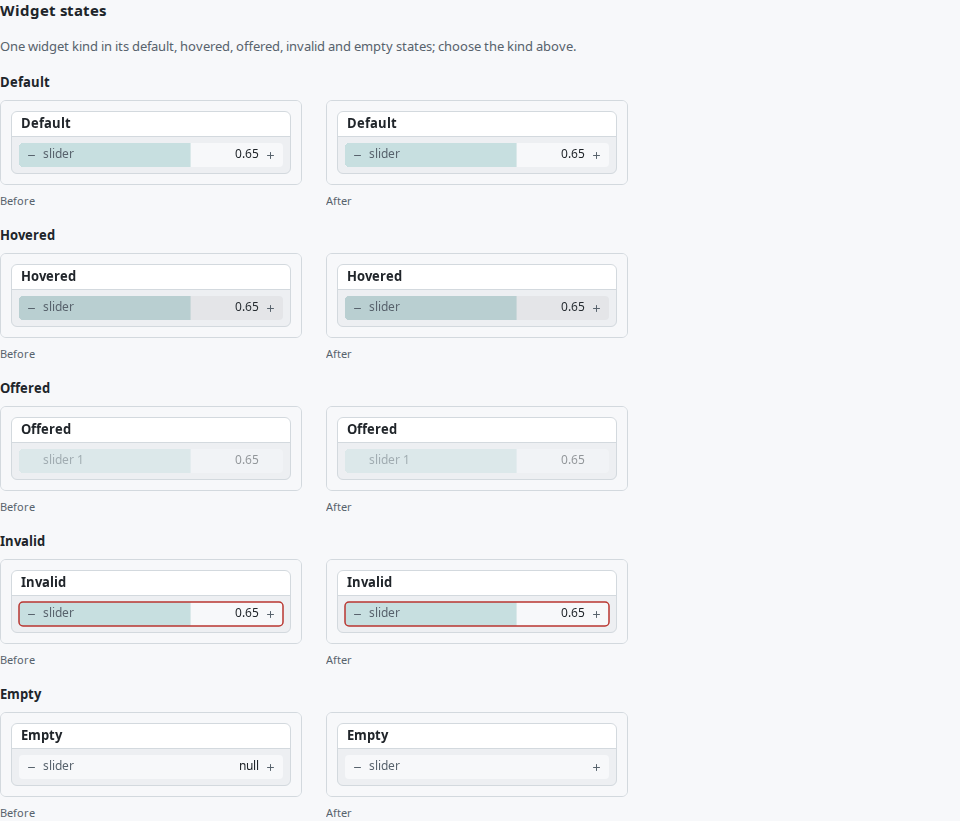 Widget states
One widget kind in its default, hovered, offered, invalid and empty states; choose the kind above.
Default
Default
– slider 0.65 +
Default
– slider 0.65 +
Before
After
Hovered
Hovered
– slider 0.65 +
Hovered
– slider 0.65 +
Before
After
Offered
Offered
slider 1 0.65
Offered
slider 1 0.65
Before
After
Invalid
Invalid
– slider 0.65 +
Invalid
– slider 0.65 +
Before
After
Empty
Empty
– slider null +
Empty
– slider +
Before
After